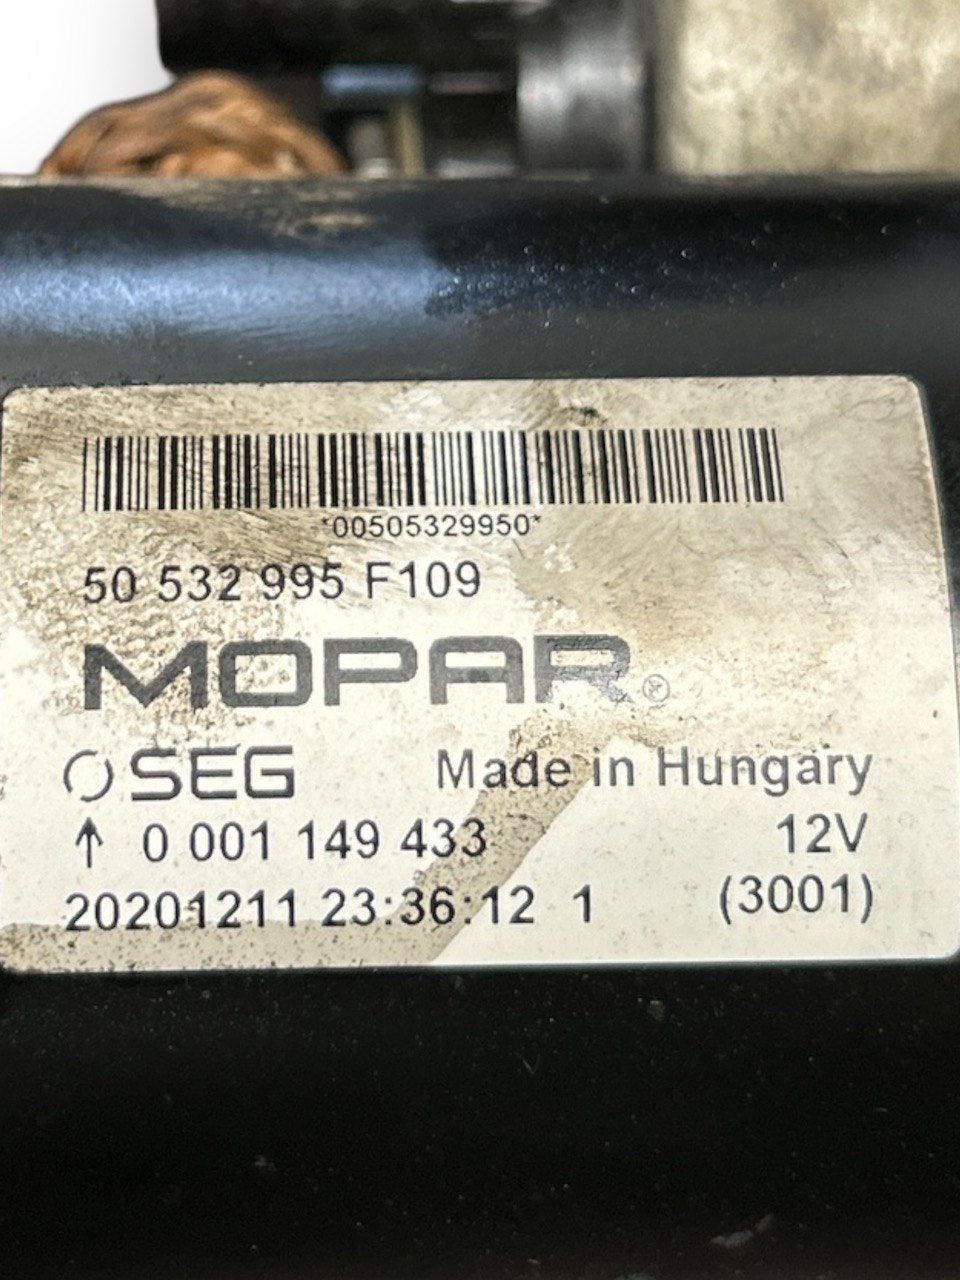 *00505329950*
50 532 995 F109
MOPAR®
SEG Made in Hungary
↑ 0 001 149 433 12V
20201211 23:36:12 1 (3001)